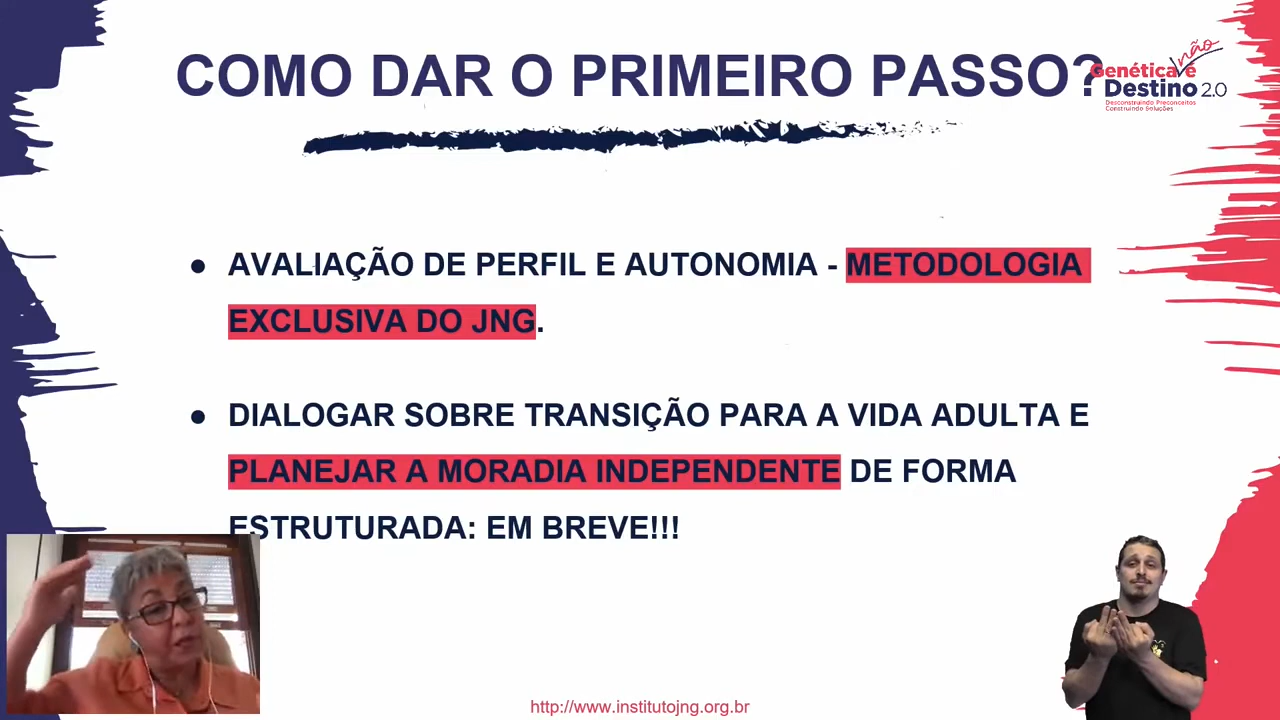 COMO DAR O PRIMEIRO PASSO?
não
Genética é
Destino 2.0
Desconstruindo Preconceitos
Construindo Soluções
● AVALIAÇÃO DE PERFIL E AUTONOMIA - METODOLOGIA
EXCLUSIVA DO JNG.
● DIALOGAR SOBRE TRANSIÇÃO PARA A VIDA ADULTA E
PLANEJAR A MORADIA INDEPENDENTE DE FORMA
ESTRUTURADA: EM BREVE!!!
http://www.institutojng.org.br